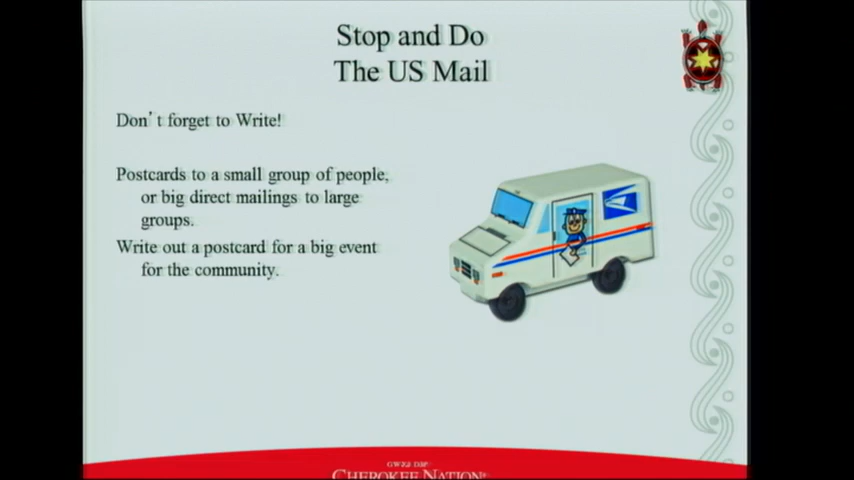 Stop and Do
The US Mail
Don't forget to Write!
Postcards to a small group of people,
or big direct mailings to large
groups.
Write out a postcard for a big event
for the community.
CHEROKEE NATION